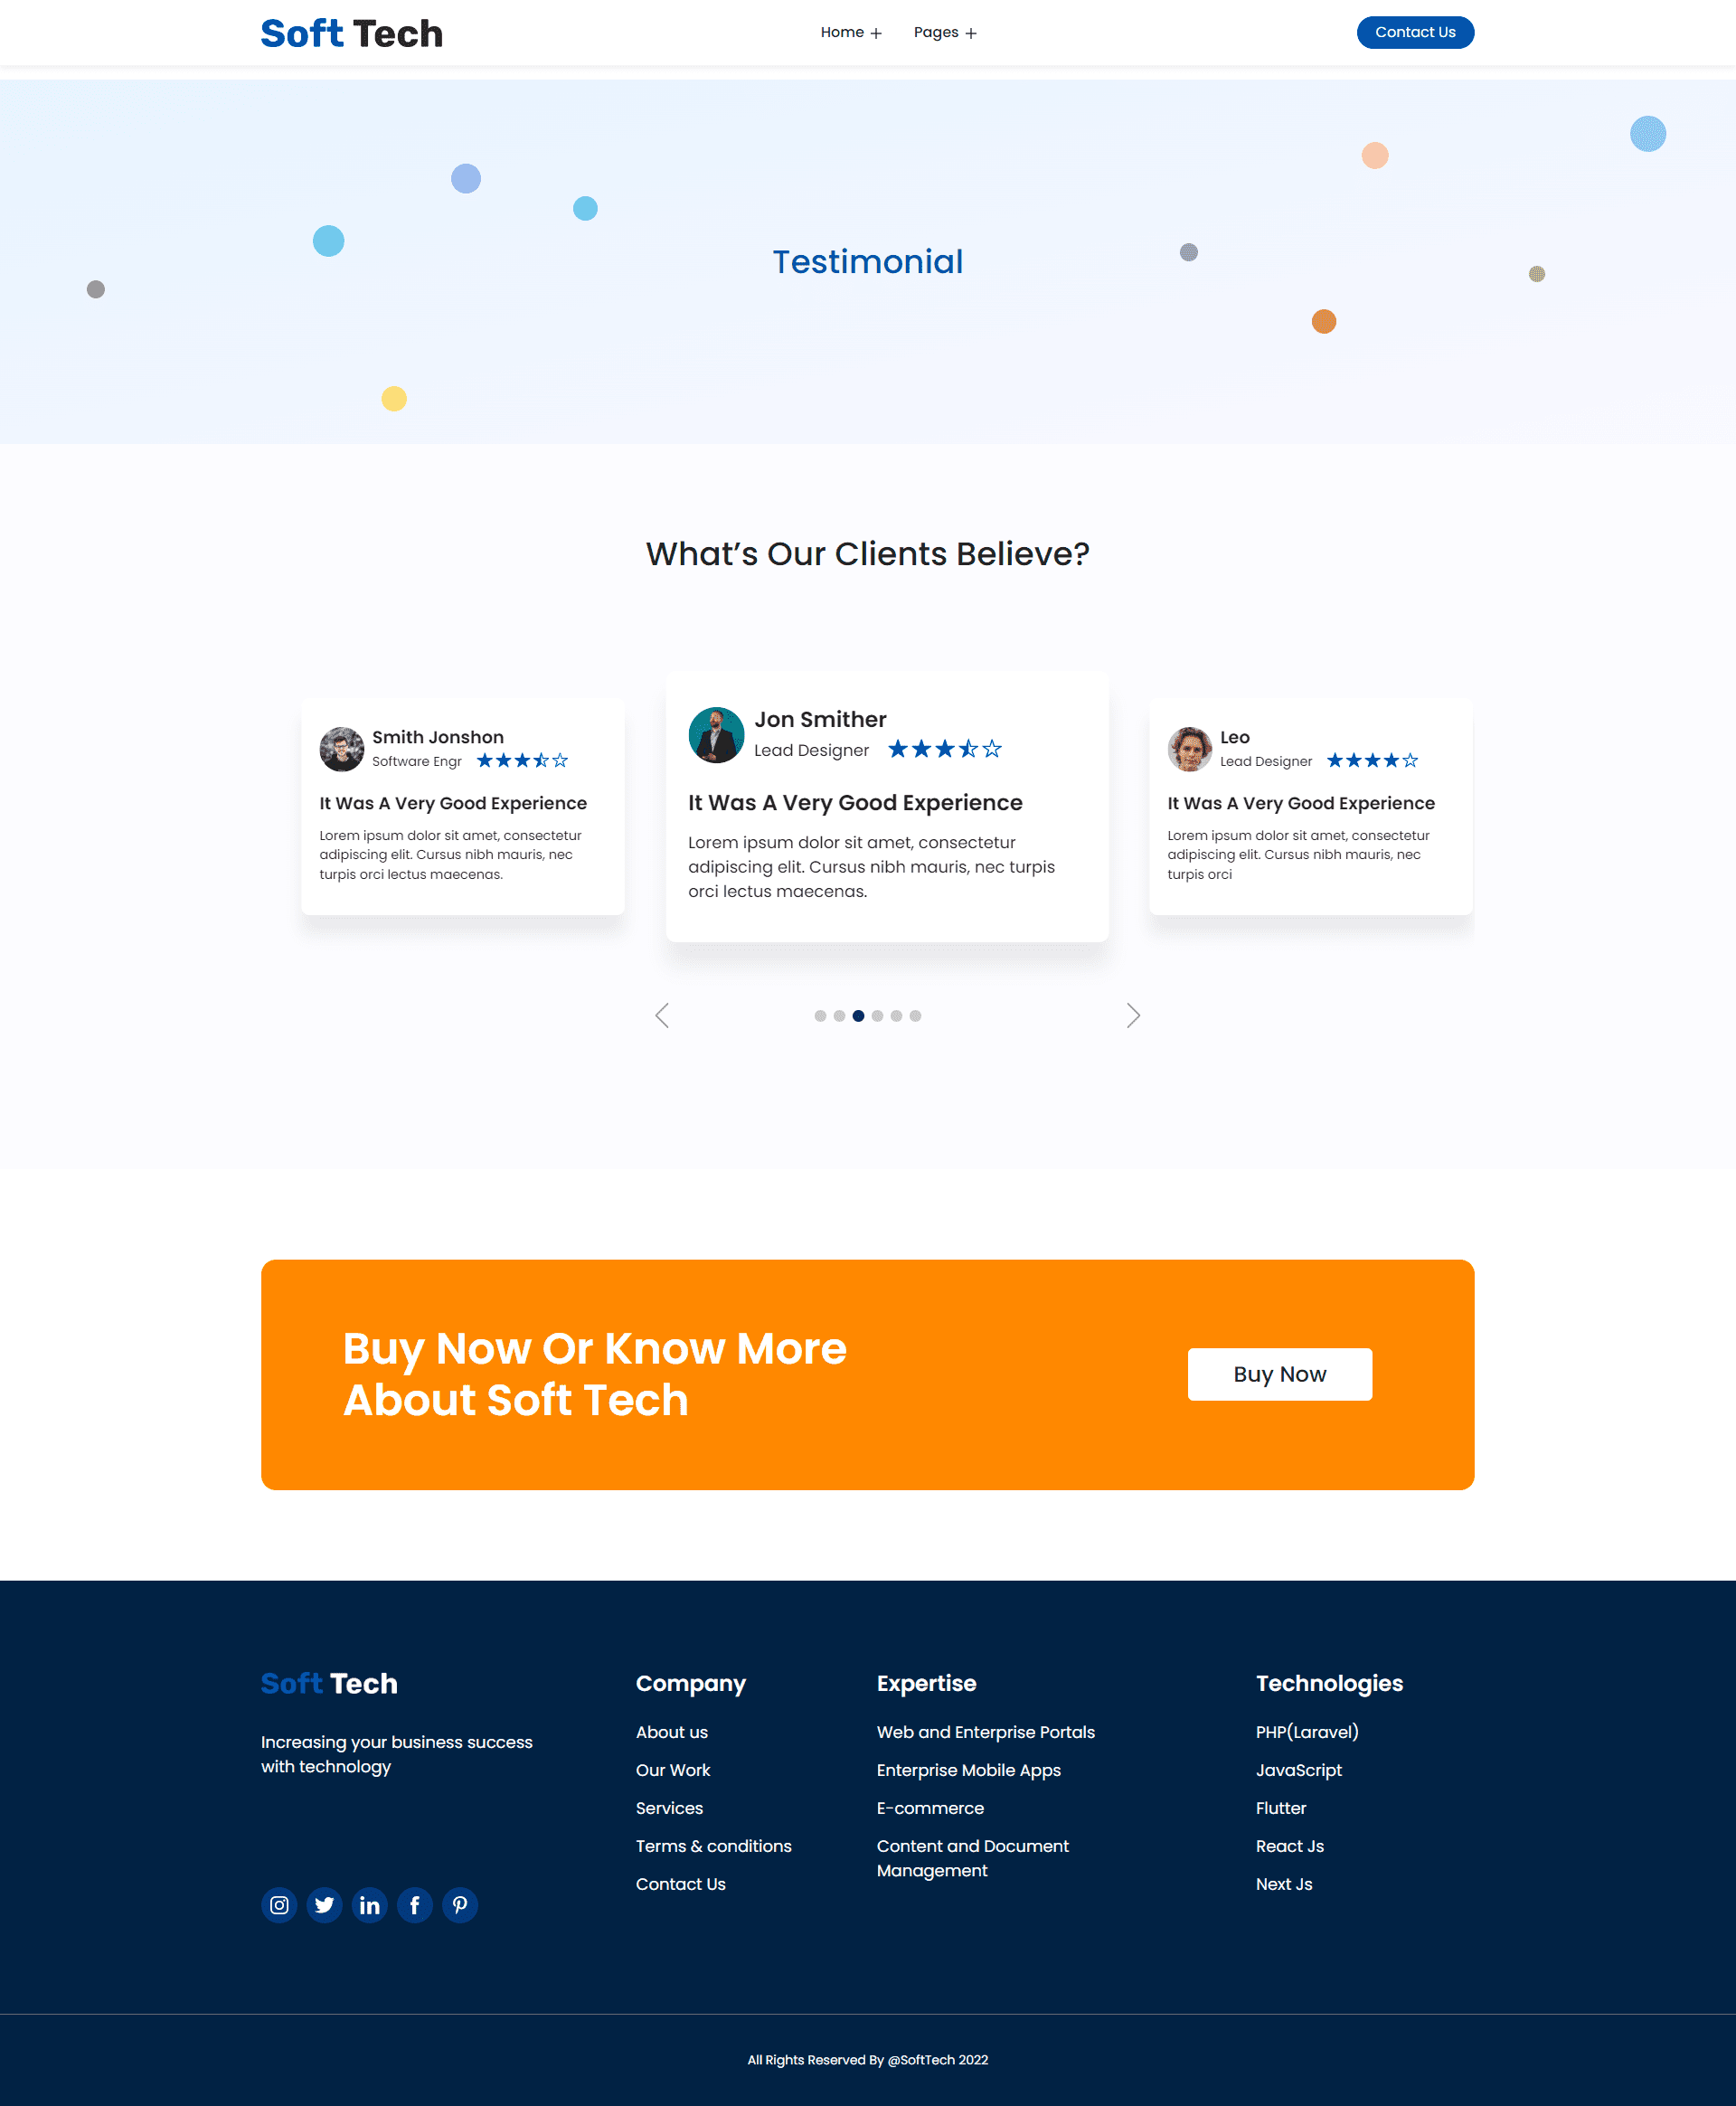 Soft Tech
Home
Pages
Contact Us
Testimonial
What’s Our Clients Believe?
Smith Jonshon
Software Engr
It Was A Very Good Experience
Lorem ipsum dolor sit amet, consectetur
adipiscing elit. Cursus nibh mauris, nec
turpis orci lectus maecenas.
Jon Smither
Lead Designer
It Was A Very Good Experience
Lorem ipsum dolor sit amet, consectetur
adipiscing elit. Cursus nibh mauris, nec turpis
orci lectus maecenas.
Leo
Lead Designer
It Was A Very Good Experience
Lorem ipsum dolor sit amet, consectetur
adipiscing elit. Cursus nibh mauris, nec
turpis orci
Buy Now Or Know More
About Soft Tech
Buy Now
Soft Tech
Increasing your business success
with technology
Company
About us
Our Work
Services
Terms & conditions
Contact Us
Expertise
Web and Enterprise Portals
Enterprise Mobile Apps
E-commerce
Content and Document
Management
Technologies
PHP(Laravel)
JavaScript
Flutter
React Js
Next Js
All Rights Reserved By @SoftTech 2022